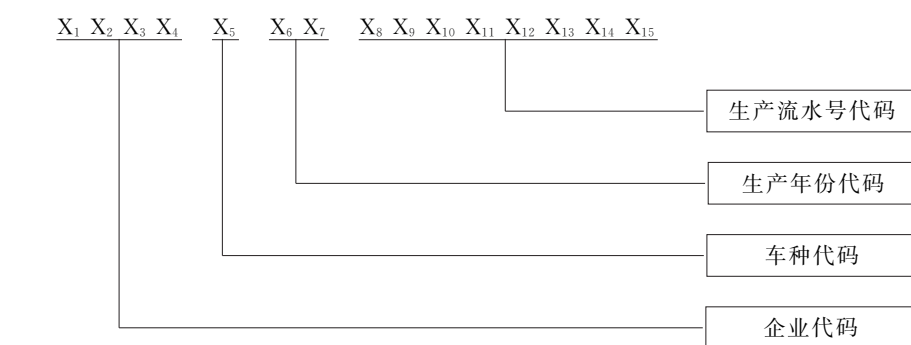 X₁ X₂ X₃ X₄ X₅ X₆ X₇ X₈ X₉ X₁₀ X₁₁ X₁₂ X₁₃ X₁₄ X₁₅
生产流水号代码
生产年份代码
车种代码
企业代码